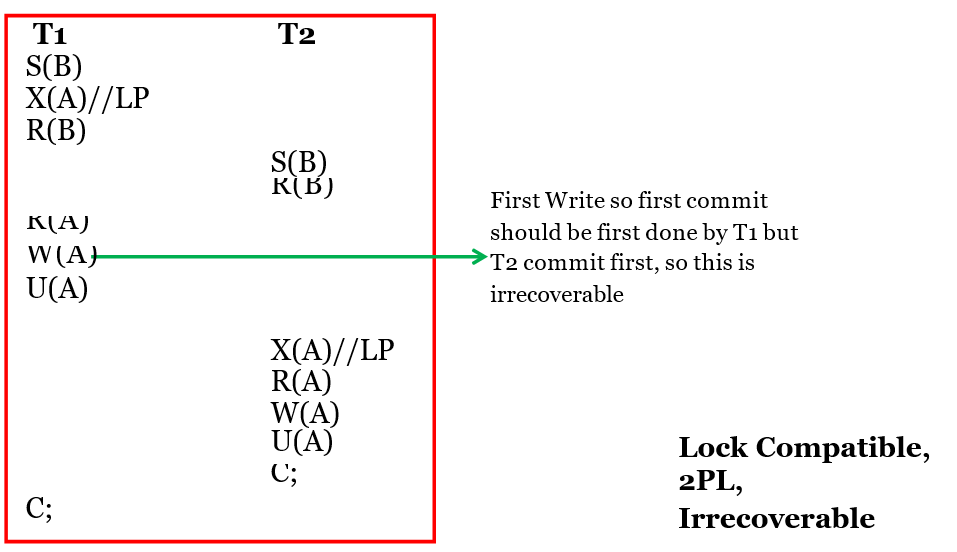 T1 T2
S(B)
X(A)//LP
R(B)
S(B)
R(B)
R(A)
W(A)
U(A)
X(A)//LP
R(A)
W(A)
U(A)
C;
C;
First Write so first commit
should be first done by T1 but
T2 commit first, so this is
irrecoverable
Lock Compatible,
2PL,
Irrecoverable